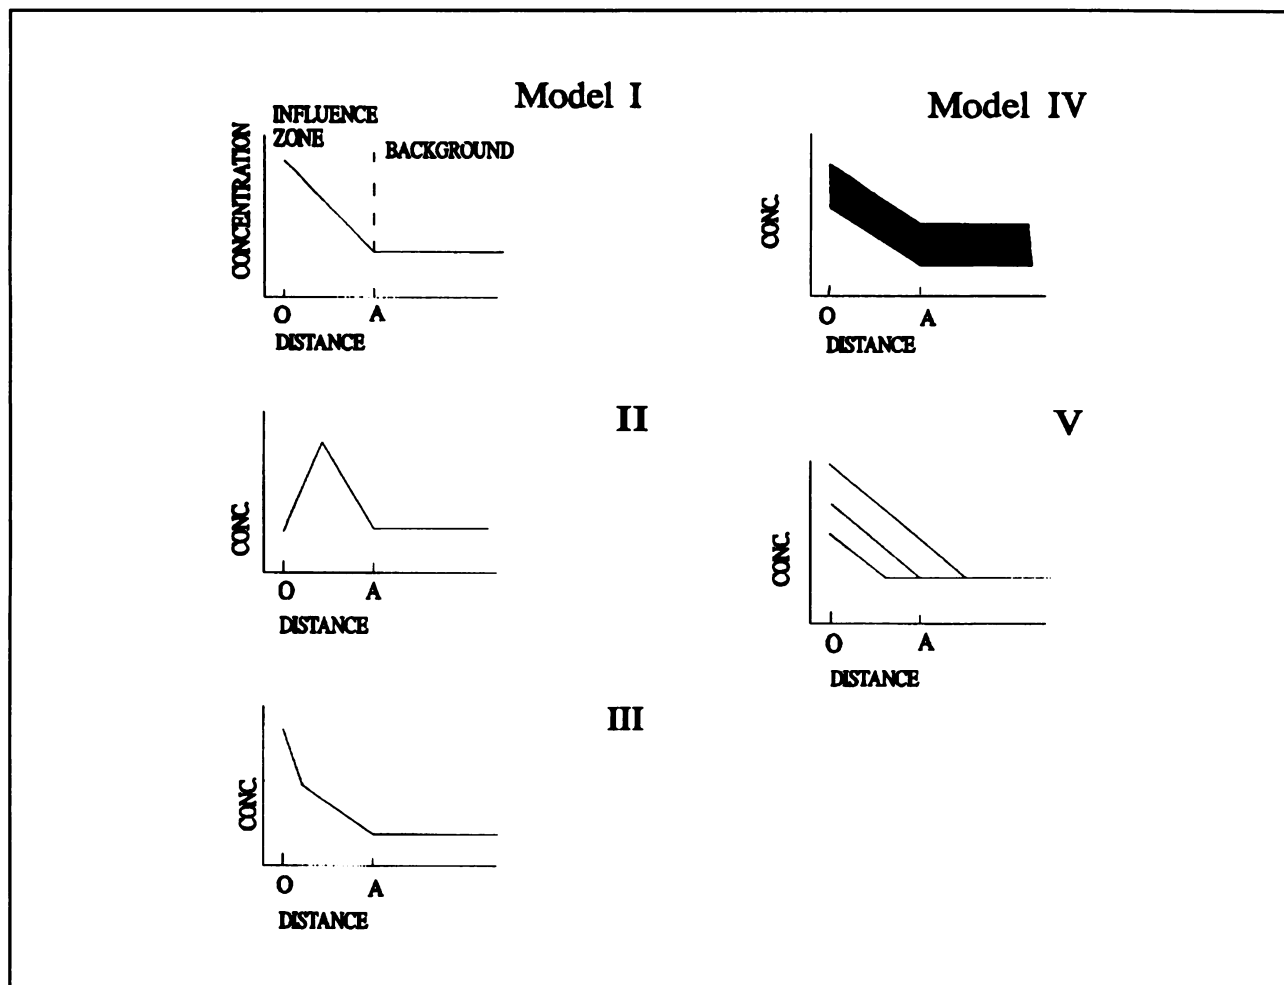 Model I
INFLUENCE
ZONE
BACKGROUND
CONCENTRATION
O A
DISTANCE
II
CONC.
O A
DISTANCE
III
CONC.
O A
DISTANCE
Model IV
CONC.
O A
DISTANCE
V
CONC.
O A
DISTANCE